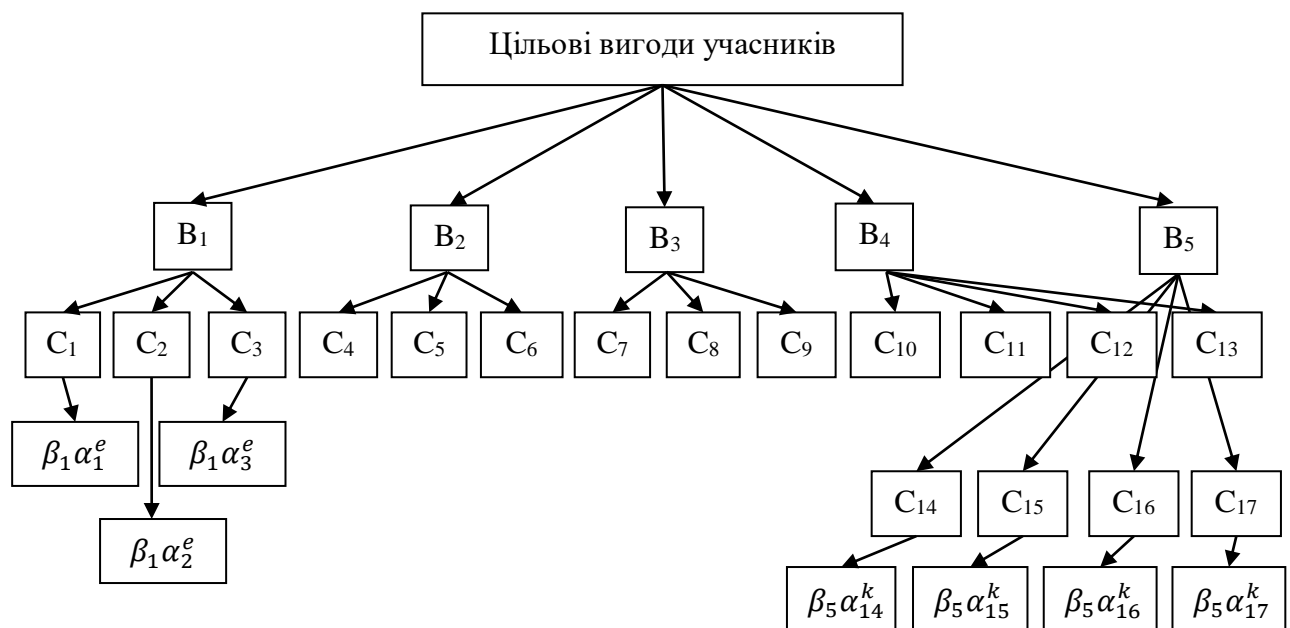 Цільові вигоди учасників
B₁ B₂ B₃ B₄ B₅
C₁ C₂ C₃ C₄ C₅ C₆ C₇ C₈ C₉ C₁₀ C₁₁ C₁₂ C₁₃
β₁α₁ᵉ β₁α₃ᵉ
C₁₄ C₁₅ C₁₆ C₁₇
β₁α₂ᵉ
β₅α₁₄ᵏ β₅α₁₅ᵏ β₅α₁₆ᵏ β₅α₁₇ᵏ